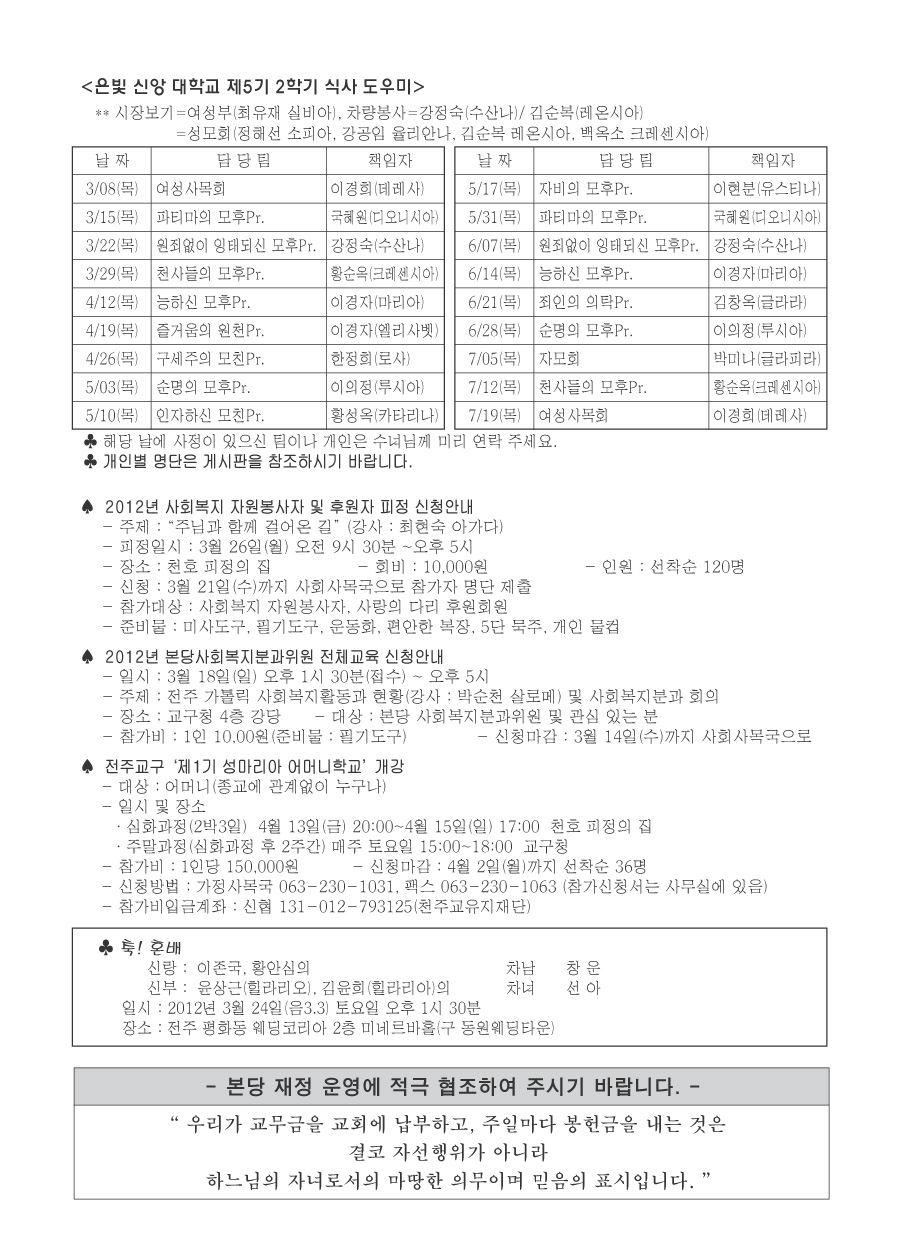 <은빛 신앙 대학교 제5기 2학기 식사 도우미>
** 시장보기=여성부(최유재 실비아), 차량봉사=강정숙(수산나)/ 김순복(레온시아)
=성모회(정혜선 소피아, 강공임 율리안나, 김순복 레온시아, 백옥소 크레센시아)
날 짜 담 당 팀 책임자 날 짜 담 당 팀 책임자
3/08(목) 여성사목회 이경희(데레사) 5/17(목) 자비의 모후Pr. 이현분(유스티나)
3/15(목) 파티마의 모후Pr. 국혜원(디오니시아) 5/31(목) 파티마의 모후Pr. 국혜원(디오니시아)
3/22(목) 원죄없이 잉태되신 모후Pr. 강정숙(수산나) 6/07(목) 원죄없이 잉태되신 모후Pr. 강정숙(수산나)
3/29(목) 천사들의 모후Pr. 황순옥(크레센시아) 6/14(목) 능하신 모후Pr. 이경자(마리아)
4/12(목) 능하신 모후Pr. 이경자(마리아) 6/21(목) 죄인의 의탁Pr. 김창옥(글라라)
4/19(목) 즐거움의 원천Pr. 이경자(엘리사벳) 6/28(목) 순명의 모후Pr. 이의정(루시아)
4/26(목) 구세주의 모친Pr. 한정희(로사) 7/05(목) 자모회 박미나(글라피라)
5/03(목) 순명의 모후Pr. 이의정(루시아) 7/12(목) 천사들의 모후Pr. 황순옥(크레센시아)
5/10(목) 인자하신 모친Pr. 황성옥(카타리나) 7/19(목) 여성사목회 이경희(데레사)
♣ 해당 날에 사정이 있으신 팀이나 개인은 수녀님께 미리 연락 주세요.
♣ 개인별 명단은 게시판을 참조하시기 바랍니다.
♠ 2012년 사회복지 자원봉사자 및 후원자 피정 신청안내
- 주제 : “주님과 함께 걸어온 길” (강사 : 최현숙 아가다)
- 피정일시 : 3월 26일(월) 오전 9시 30분 ~오후 5시
- 장소 : 천호 피정의 집 - 회비 : 10,000원 - 인원 : 선착순 120명
- 신청 : 3월 21일(수)까지 사회사목국으로 참가자 명단 제출
- 참가대상 : 사회복지 자원봉사자, 사랑의 다리 후원회원
- 준비물 : 미사도구, 필기도구, 운동화, 편안한 복장, 5단 묵주, 개인 물컵
♠ 2012년 본당사회복지분과위원 전체교육 신청안내
- 일시 : 3월 18일(일) 오후 1시 30분(접수) ~ 오후 5시
- 주제 : 전주 가톨릭 사회복지활동과 현황(강사 : 박순천 살로메) 및 사회복지분과 회의
- 장소 : 교구청 4층 강당 - 대상 : 본당 사회복지분과위원 및 관심 있는 분
- 참가비 : 1인 10.00원(준비물 : 필기도구) - 신청마감 : 3월 14일(수)까지 사회사목국으로
♠ 전주교구 ‘제1기 성마리아 어머니학교’ 개강
- 대상 : 어머니(종교에 관계없이 누구나)
- 일시 및 장소
· 심화과정(2박3일) 4월 13일(금) 20:00~4월 15일(일) 17:00 천호 피정의 집
· 주말과정(심화과정 후 2주간) 매주 토요일 15:00~18:00 교구청
- 참가비 : 1인당 150,000원 - 신청마감 : 4월 2일(월)까지 선착순 36명
- 신청방법 : 가정사목국 063-230-1031, 팩스 063-230-1063 (참가신청서는 사무실에 있음)
- 참가비입금계좌 : 신협 131-012-793125(천주교유지재단)
♣ 축! 혼배
신랑 : 이존국, 황안심의 차남 창 운
신부 : 윤상근(힐라리오), 김윤희(힐라리아)의 차녀 선 아
일시 : 2012년 3월 24일(음3.3) 토요일 오후 1시 30분
장소 : 전주 평화동 웨딩코리아 2층 미네르바홀(구 동원웨딩타운)
- 본당 재정 운영에 적극 협조하여 주시기 바랍니다. -
“ 우리가 교무금을 교회에 납부하고, 주일마다 봉헌금을 내는 것은
결코 자선행위가 아니라
하느님의 자녀로서의 마땅한 의무이며 믿음의 표시입니다. ”